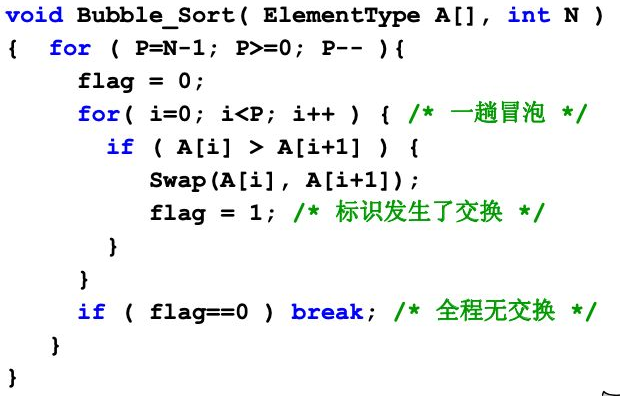 void Bubble_Sort( ElementType A[], int N )
{  for ( P=N-1; P>=0; P-- ){
     flag = 0;
     for( i=0; i<P; i++ ) { /* 一趟冒泡 */
       if ( A[i] > A[i+1] ) {
          Swap(A[i], A[i+1]);
          flag = 1; /* 标识发生了交换 */
       }
     }
     if ( flag==0 ) break; /* 全程无交换 */
   }
}